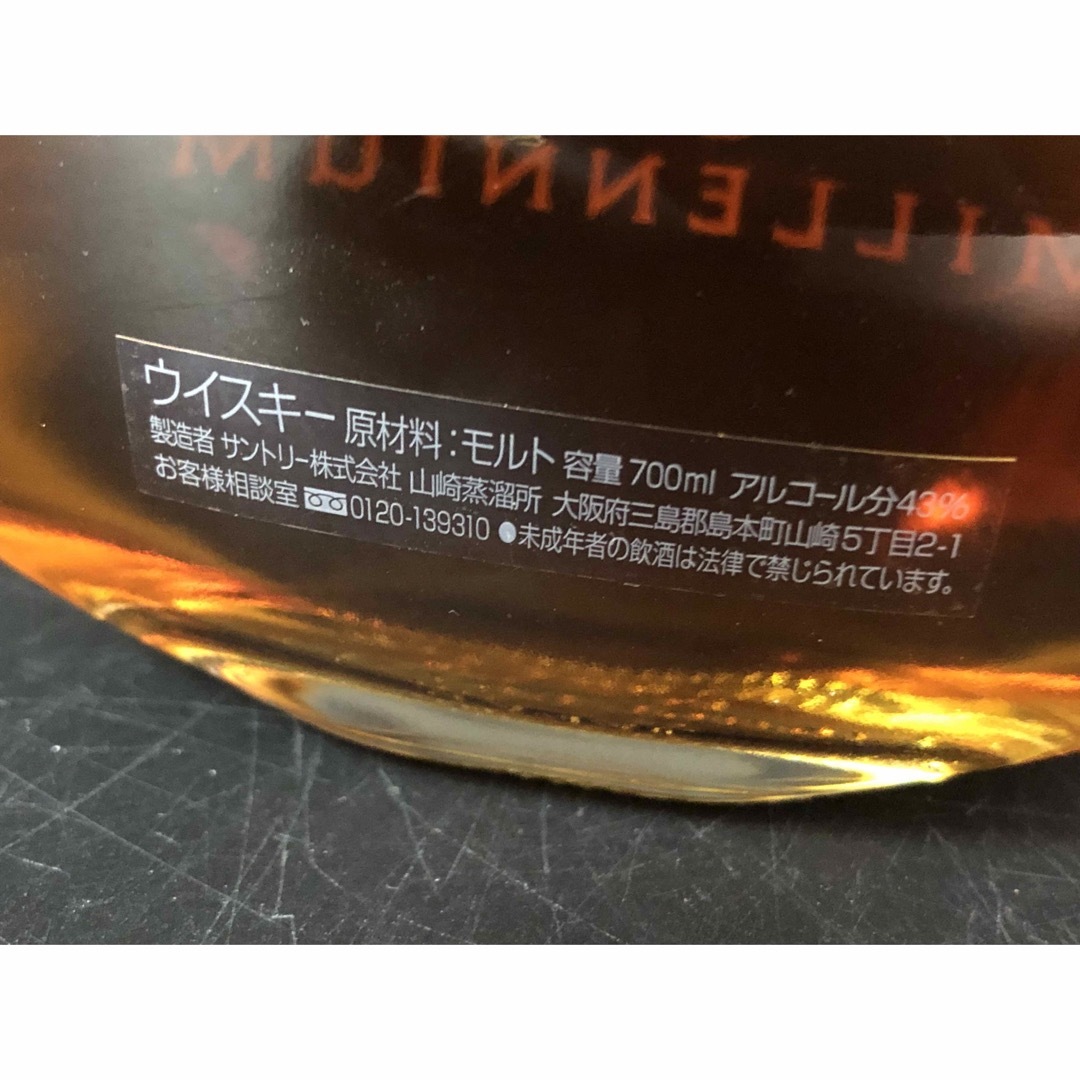 MILLENNIUM
ウイスキー 原材料:モルト 容量 700ml アルコール分43%
製造者 サントリー株式会社 山崎蒸溜所 大阪府三島郡島本町山崎5丁目2-1
お客様相談室 0120-139310 ●未成年者の飲酒は法律で禁じられています。